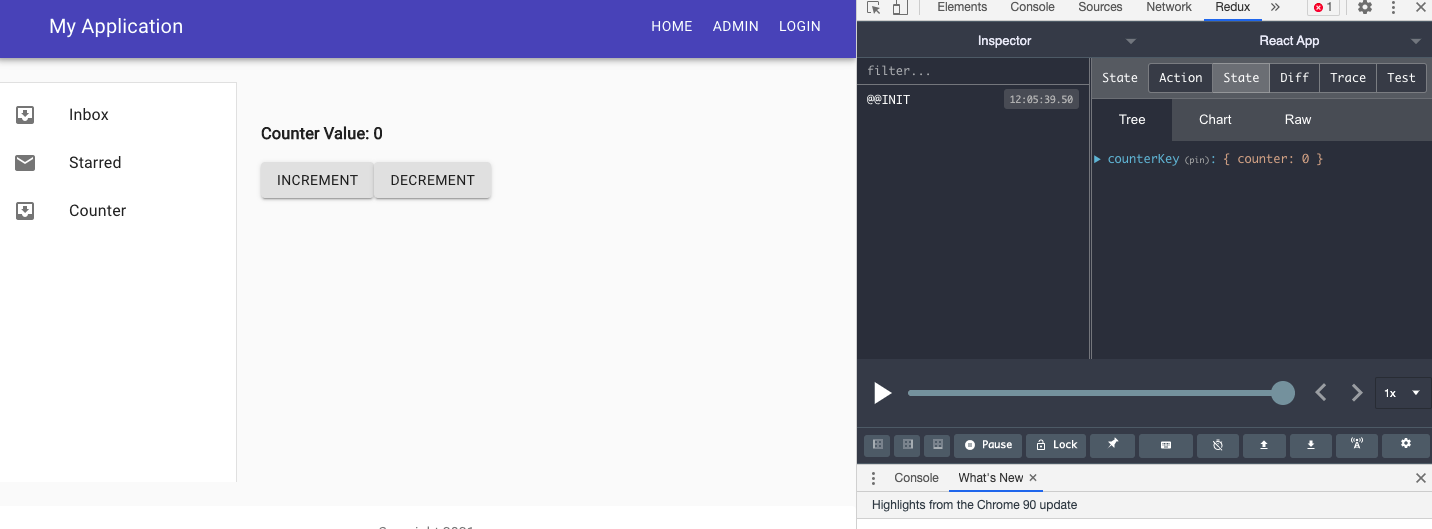 My Application
HOME ADMIN LOGIN
Inbox
Starred
Counter
Counter Value: 0
INCREMENT DECREMENT
Elements Console Sources Network Redux » 1
Inspector React App
filter...
State Action State Diff Trace Test
@@INIT 12:05:39.50
Tree Chart Raw
counterKey (pin): { counter: 0 }
1x
Pause Lock
Console What's New ×
Highlights from the Chrome 90 update